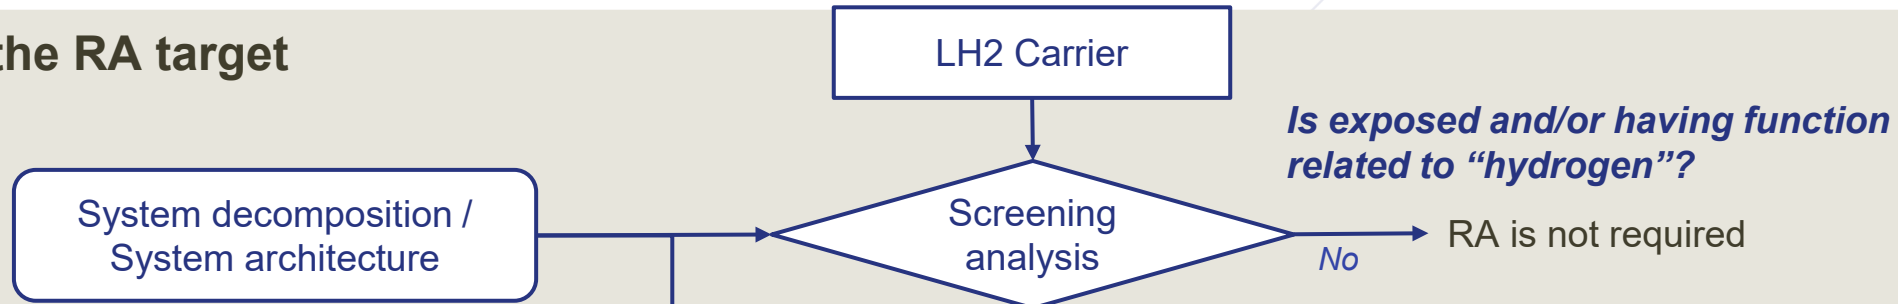 the RA target
LH2 Carrier
Is exposed and/or having function
related to “hydrogen”?
System decomposition /
System architecture
Screening
analysis
No
RA is not required